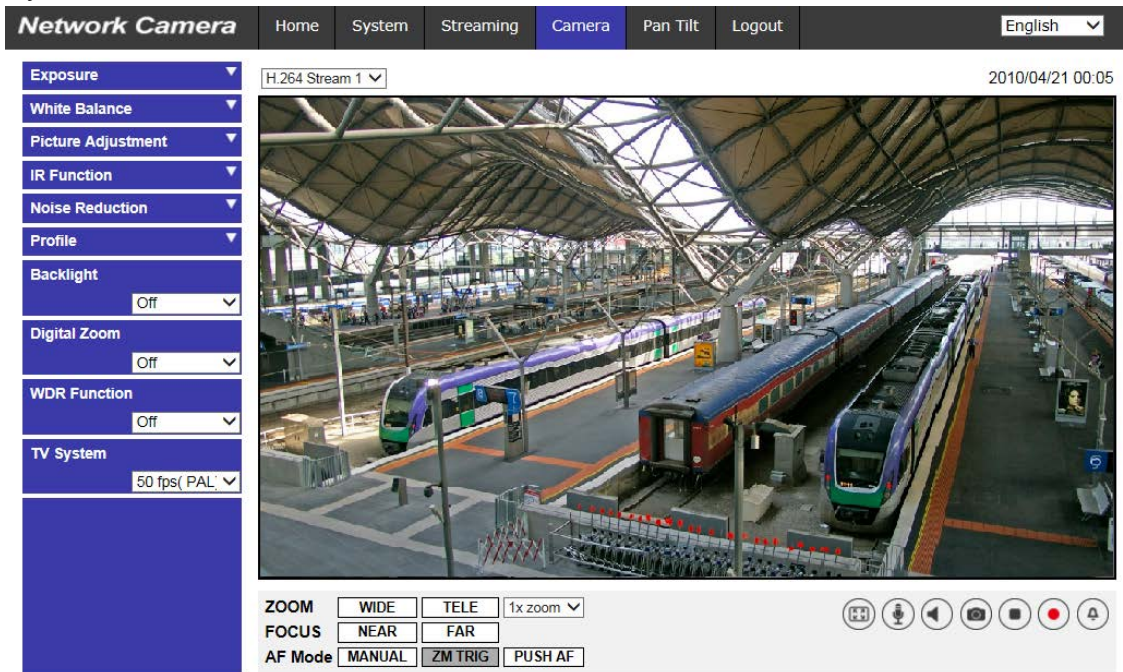 Network Camera
Home System Streaming Camera Pan Tilt Logout English
Exposure
White Balance
Picture Adjustment
IR Function
Noise Reduction
Profile
Backlight
Off
Digital Zoom
Off
WDR Function
Off
TV System
50 fps( PAL)
H.264 Stream 1
2010/04/21 00:05
ZOOM WIDE TELE 1x zoom
FOCUS NEAR FAR
AF Mode MANUAL ZM TRIG PUSH AF